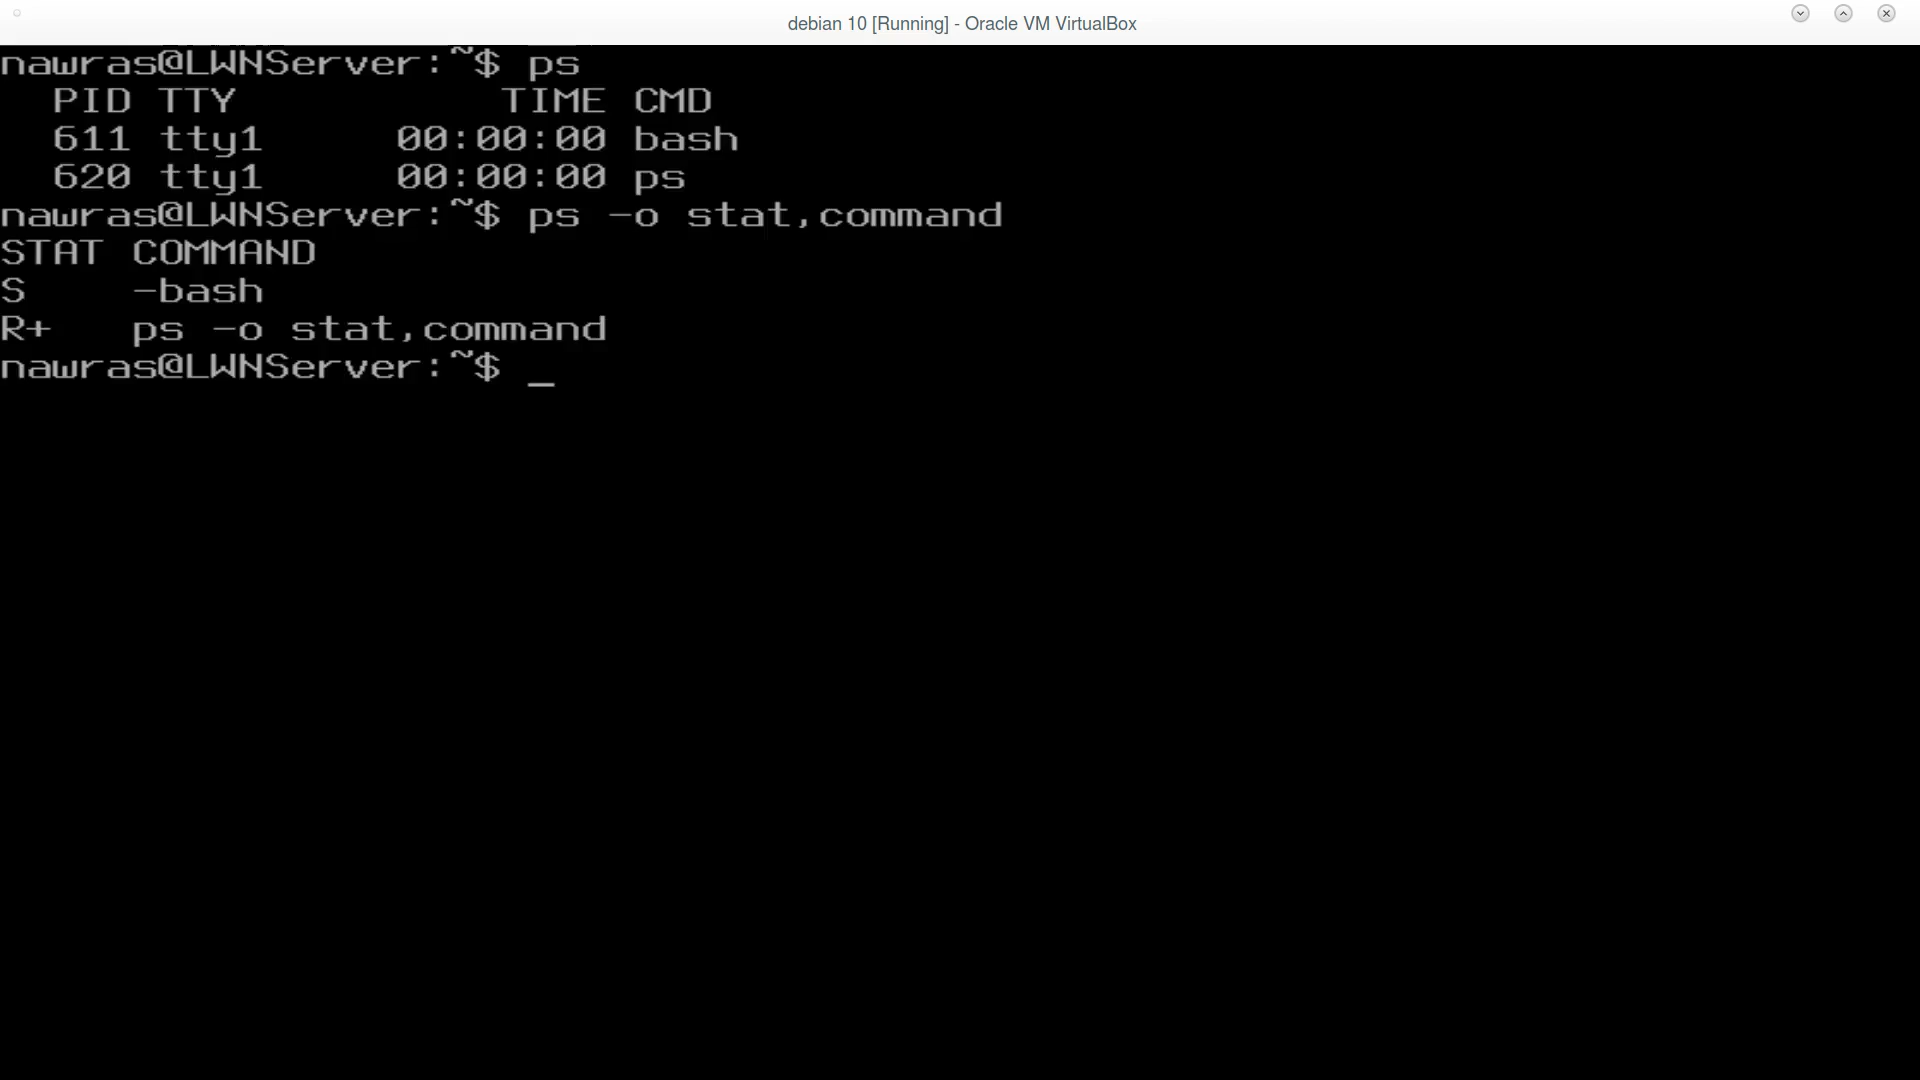 debian 10 [Running] - Oracle VM VirtualBox
nawras@LWNServer:~$ ps
  PID TTY          TIME CMD
  611 tty1     00:00:00 bash
  620 tty1     00:00:00 ps
nawras@LWNServer:~$ ps -o stat,command
STAT COMMAND
S    -bash
R+   ps -o stat,command
nawras@LWNServer:~$ _